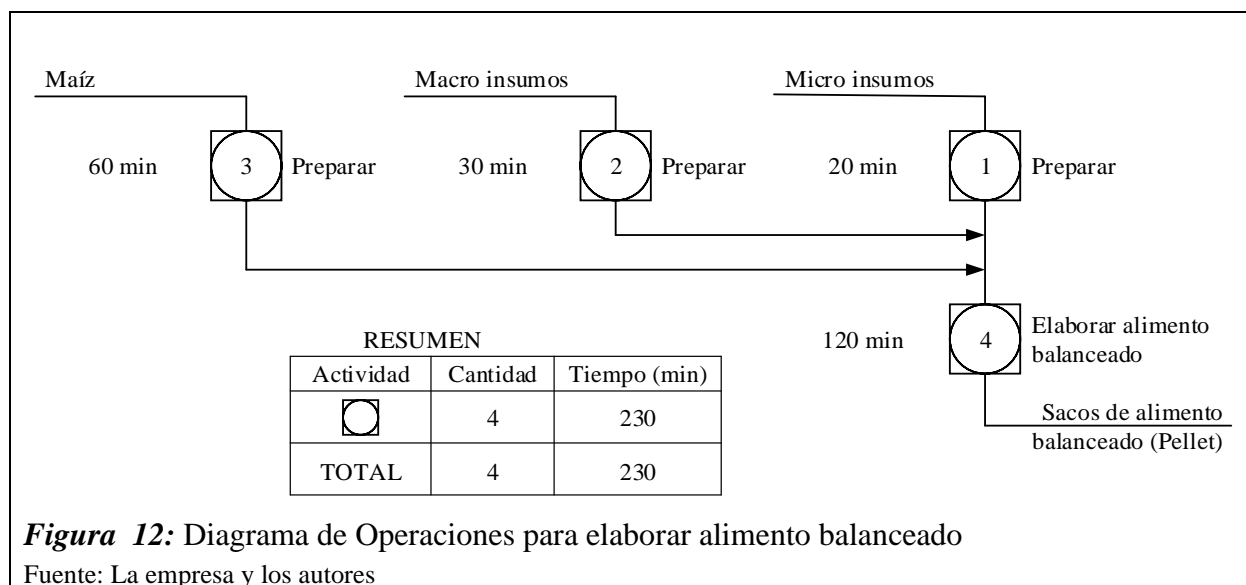 Maíz
Macro insumos
Micro insumos
60 min
3
Preparar
30 min
2
Preparar
20 min
1
Preparar
120 min
4
Elaborar alimento
balanceado
RESUMEN
Actividad Cantidad Tiempo (min)
4 230
TOTAL 4 230
Sacos de alimento
balanceado (Pellet)
Figura 12: Diagrama de Operaciones para elaborar alimento balanceado
Fuente: La empresa y los autores